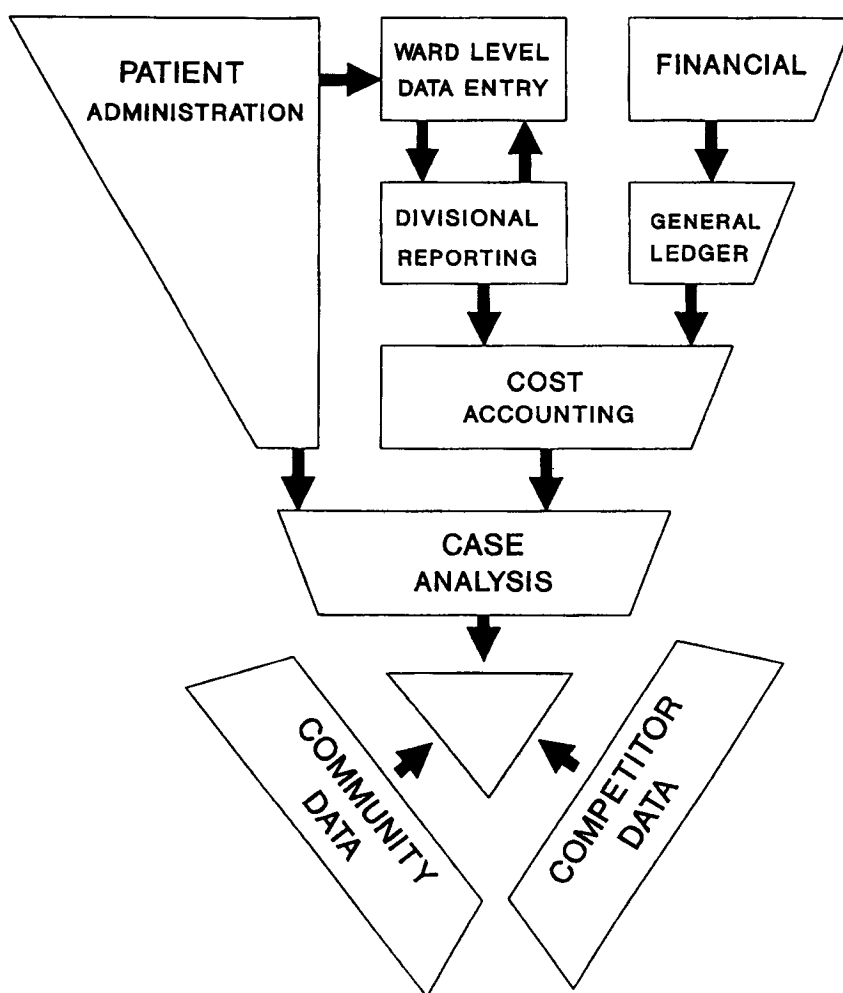 PATIENT
ADMINISTRATION
WARD LEVEL
DATA ENTRY
FINANCIAL
DIVISIONAL
REPORTING
GENERAL
LEDGER
COST
ACCOUNTING
CASE
ANALYSIS
COMMUNITY
DATA
COMPETITOR
DATA